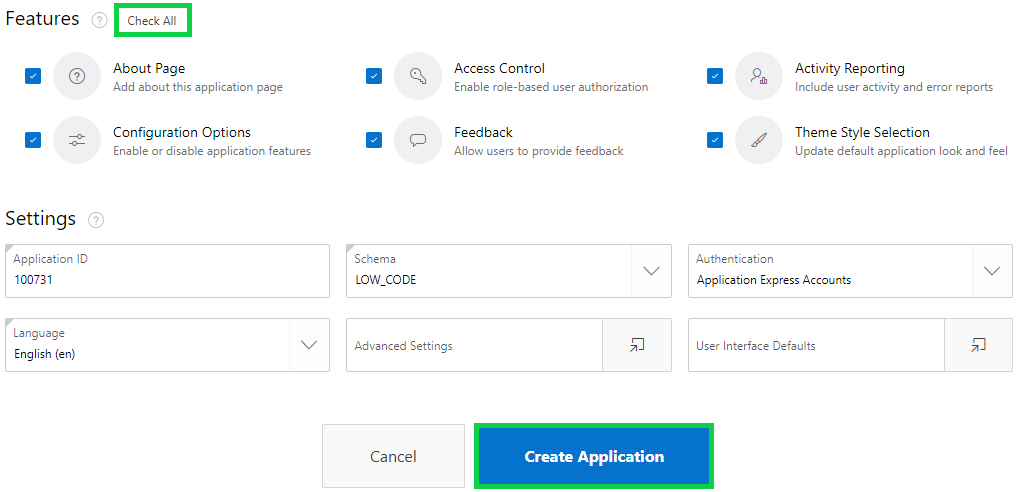 Features ? Check All
About Page
Add about this application page
Access Control
Enable role-based user authorization
Activity Reporting
Include user activity and error reports
Configuration Options
Enable or disable application features
Feedback
Allow users to provide feedback
Theme Style Selection
Update default application look and feel
Settings ?
Application ID
100731
Schema
LOW_CODE
Authentication
Application Express Accounts
Language
English (en)
Advanced Settings
User Interface Defaults
Cancel
Create Application